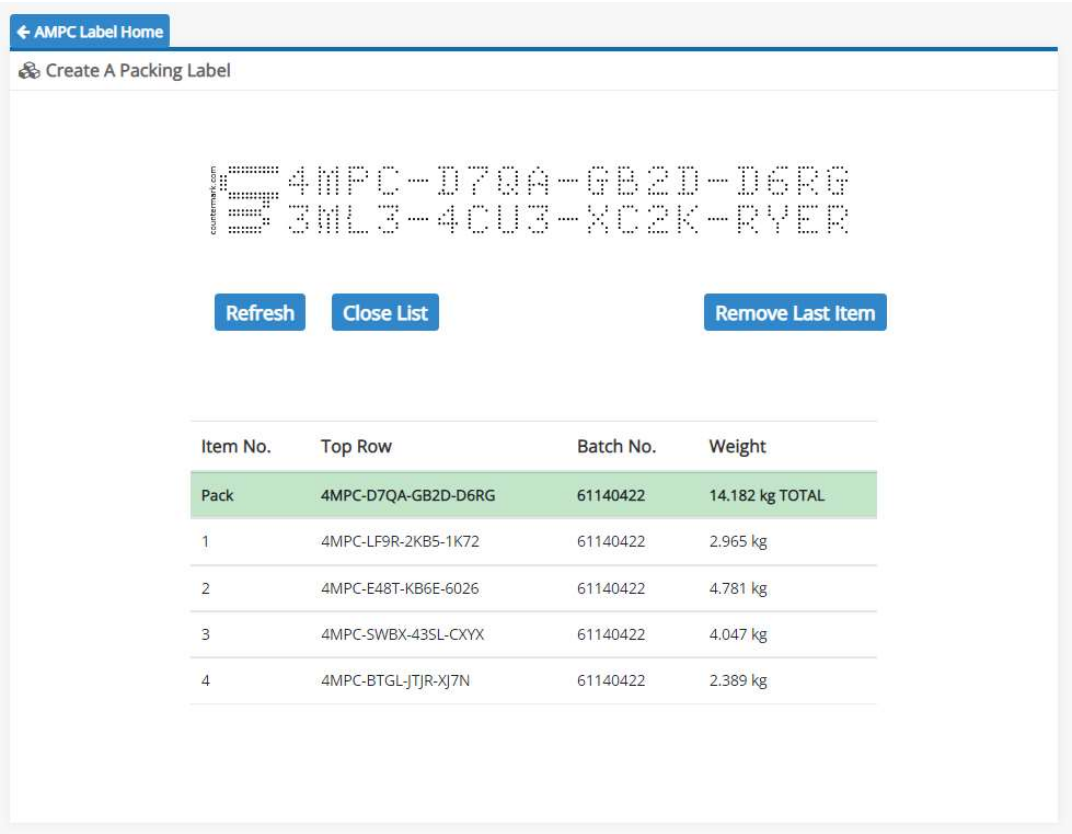 AMPC Label Home
Create A Packing Label
countermark.com
4MPC-D7QA-GB2D-D6RG
3ML3-4CU3-XC2K-RYER
Refresh Close List Remove Last Item
Item No. Top Row Batch No. Weight
Pack 4MPC-D7QA-GB2D-D6RG 61140422 14.182 kg TOTAL
1 4MPC-LF9R-2KB5-1K72 61140422 2.965 kg
2 4MPC-E48T-KB6E-6026 61140422 4.781 kg
3 4MPC-SWBX-43SL-CXYX 61140422 4.047 kg
4 4MPC-BTGL-JTJR-XJ7N 61140422 2.389 kg